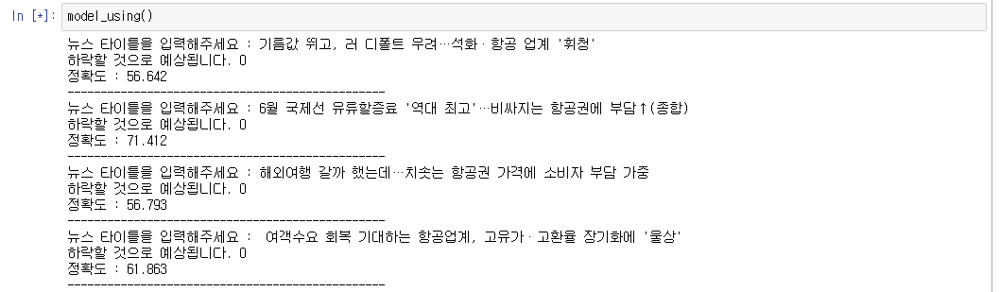 In [*]: model_using()
뉴스 타이틀을 입력해주세요 : 기름값 뛰고, 러 디폴트 우려…석화·항공 업계 '휘청'
하락할 것으로 예상됩니다. 0
정확도 : 56.642
------------------------------------------------
뉴스 타이틀을 입력해주세요 : 6월 국제선 유류할증료 '역대 최고'…비싸지는 항공권에 부담↑(종합)
하락할 것으로 예상됩니다. 0
정확도 : 71.412
------------------------------------------------
뉴스 타이틀을 입력해주세요 : 해외여행 갈까 했는데…치솟는 항공권 가격에 소비자 부담 가중
하락할 것으로 예상됩니다. 0
정확도 : 56.793
------------------------------------------------
뉴스 타이틀을 입력해주세요 :  여객수요 회복 기대하는 항공업계, 고유가·고환율 장기화에 '울상'
하락할 것으로 예상됩니다. 0
정확도 : 61.863
------------------------------------------------